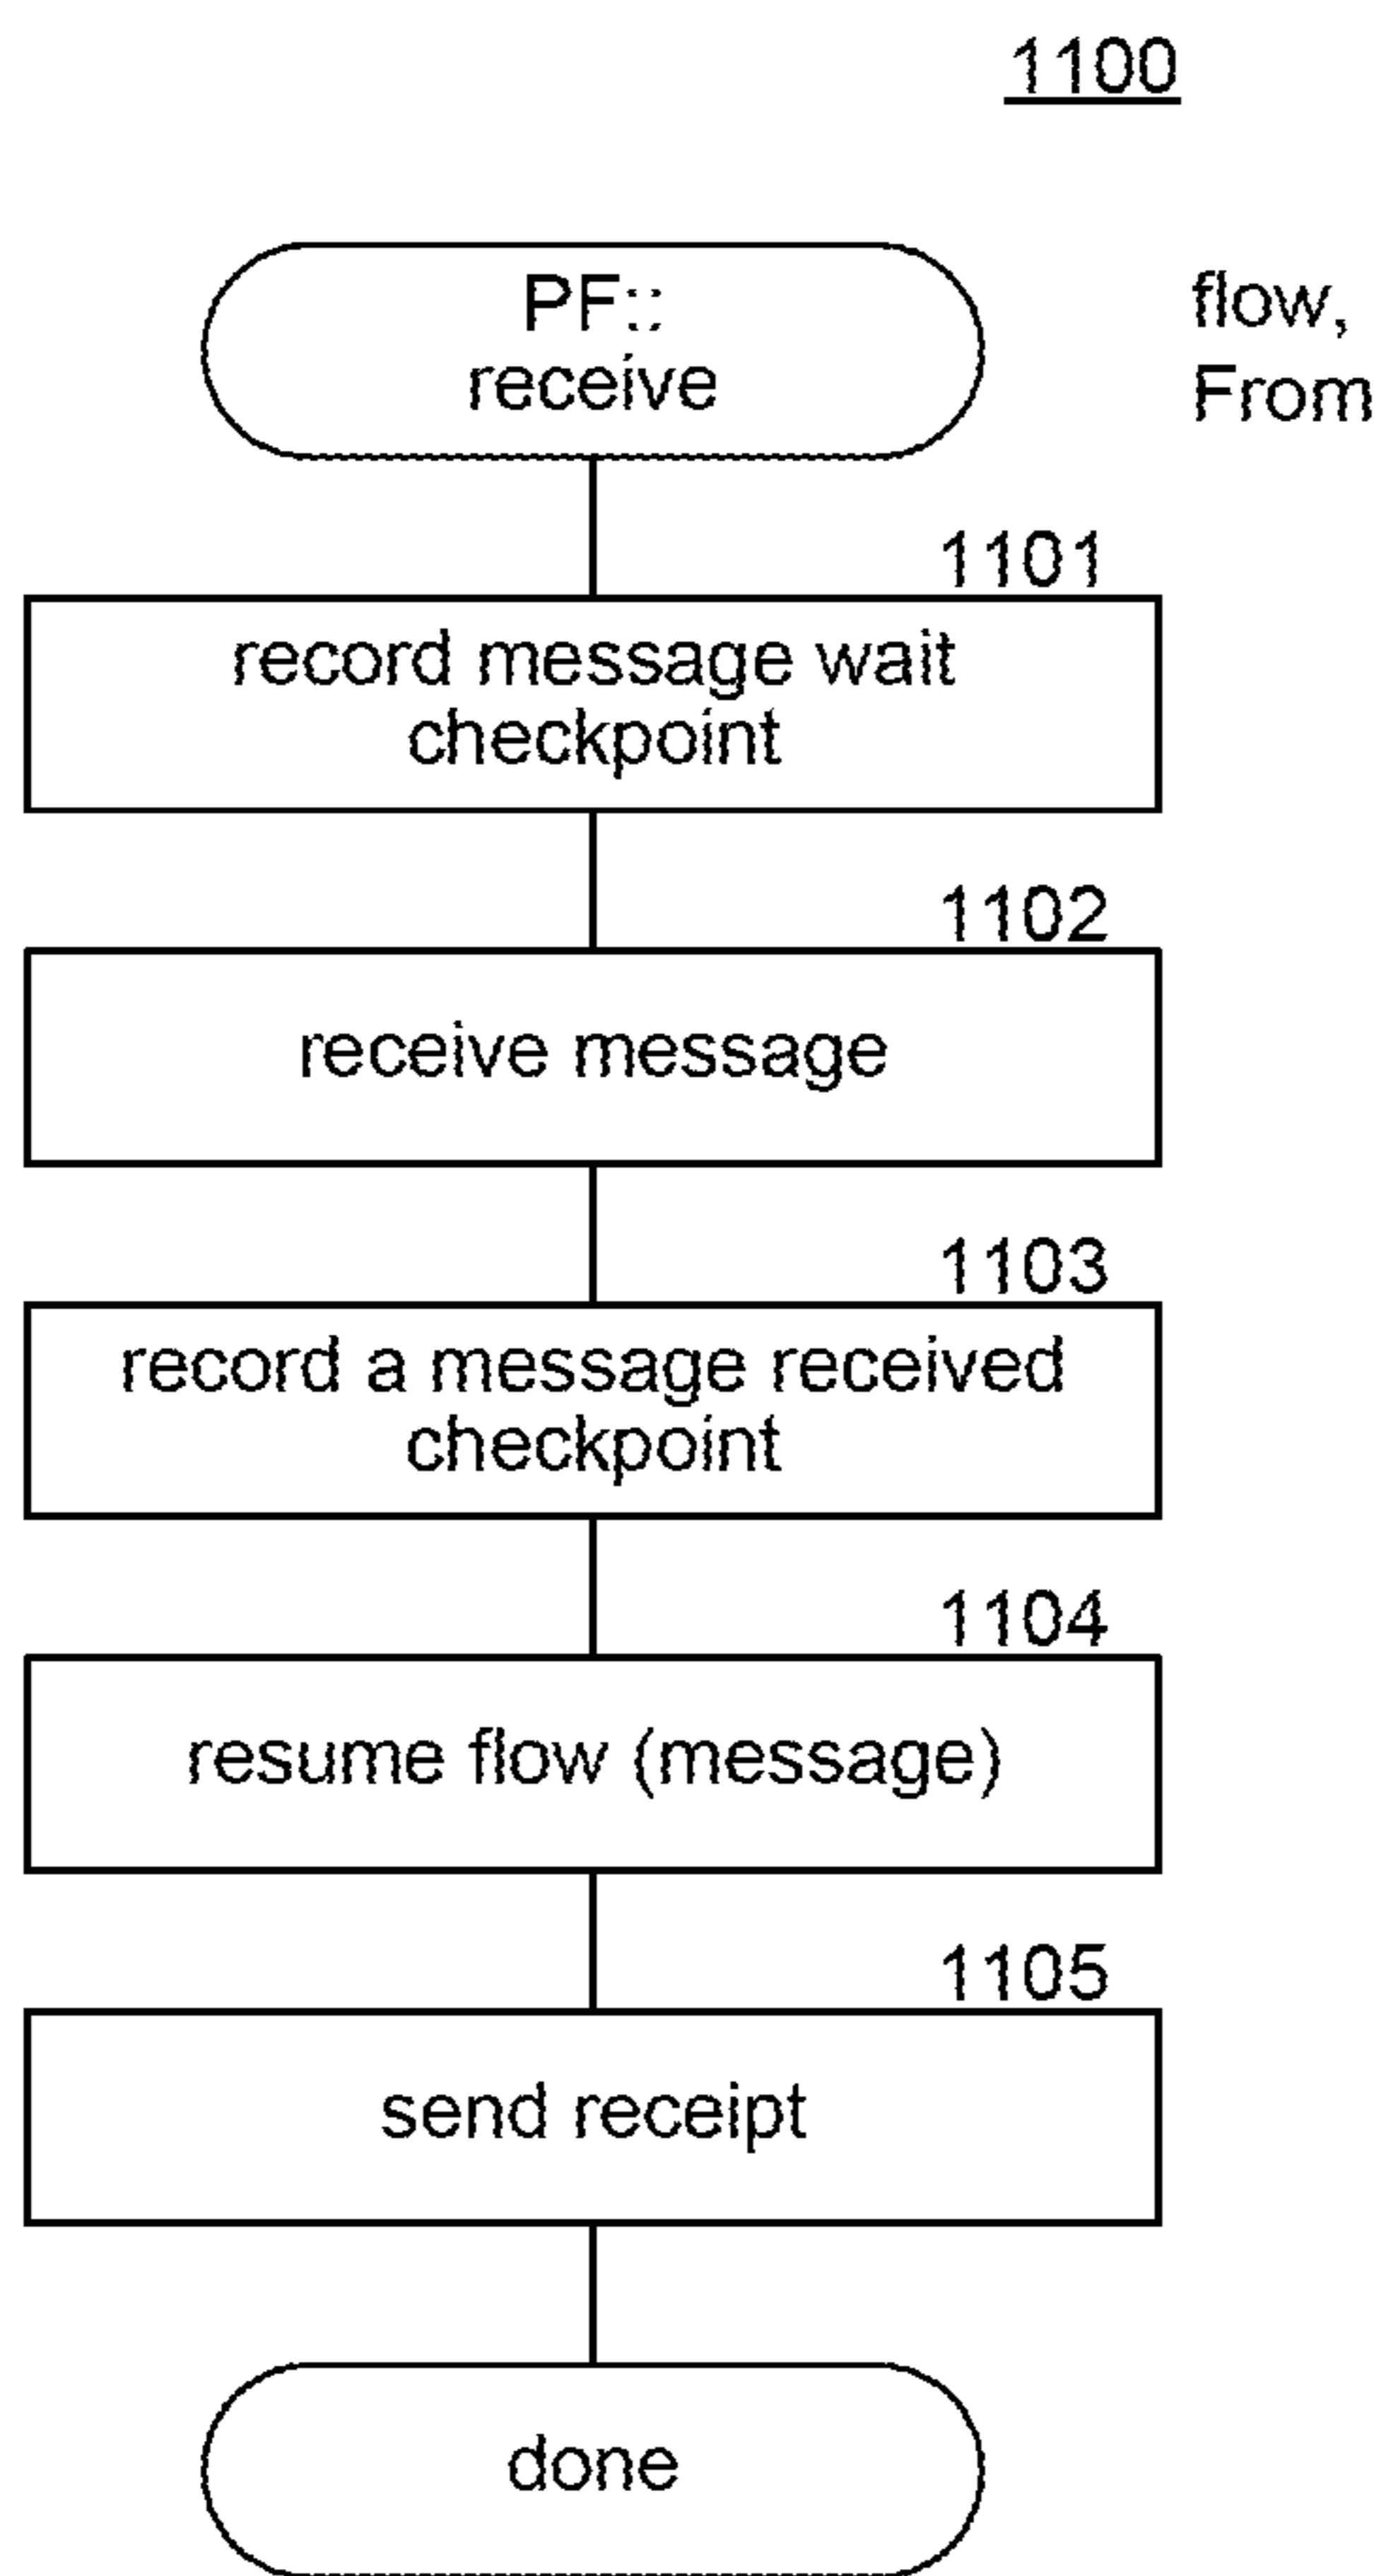 1100
PF::
receive
flow,
From
1101
record message wait
checkpoint
1102
receive message
1103
record a message received
checkpoint
1104
resume flow (message)
1105
send receipt
done